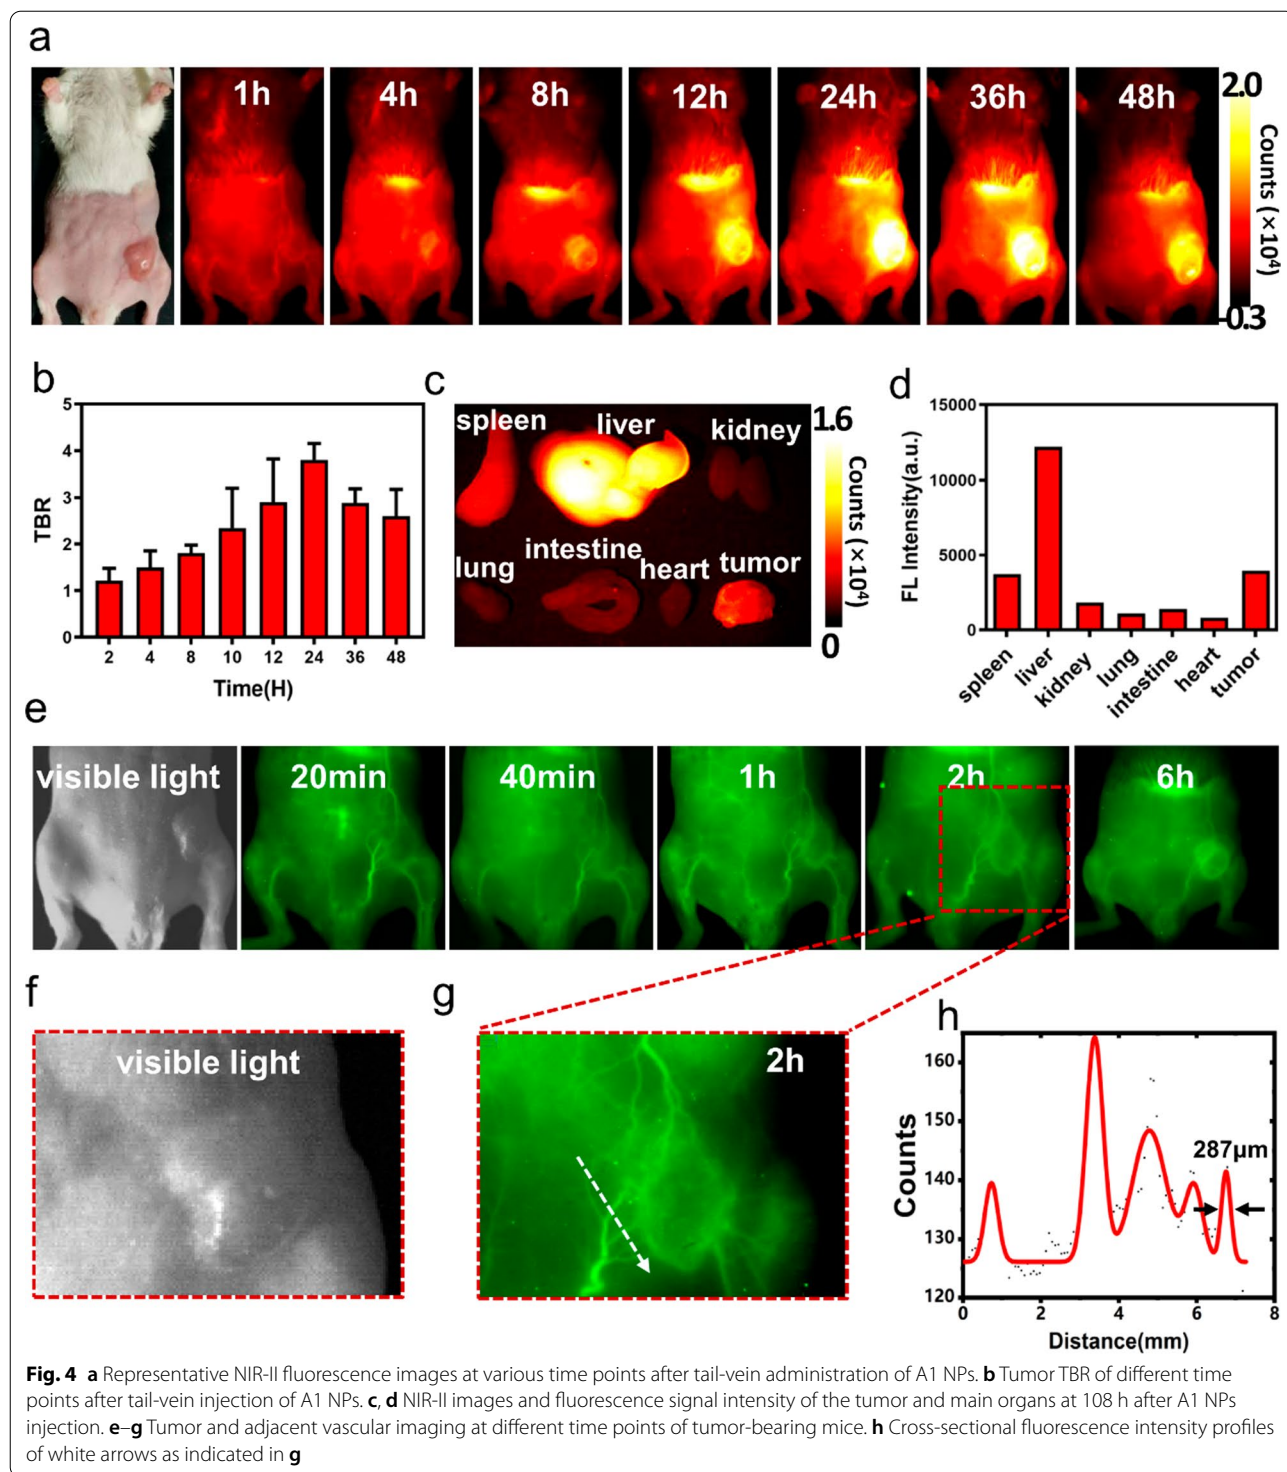 a
1h
4h
8h
12h
24h
36h
48h
2.0
Counts (×10⁴)
-0.3
b
5
4
3
2
1
0
TBR
2 4 8 10 12 24 36 48
Time(H)
c
spleen
liver
kidney
lung
intestine
heart
tumor
1.6
Counts (×10⁴)
0
d
15000
10000
5000
0
FL Intensity(a.u.)
spleen
liver
kidney
lung
intestine
heart
tumor
e
visible light
20min
40min
1h
2h
6h
f
visible light
g
2h
h
160
150
140
130
120
Counts
287μm
0 2 4 6 8
Distance(mm)
Fig. 4 a Representative NIR-II fluorescence images at various time points after tail-vein administration of A1 NPs. b Tumor TBR of different time
points after tail-vein injection of A1 NPs. c, d NIR-II images and fluorescence signal intensity of the tumor and main organs at 108 h after A1 NPs
injection. e–g Tumor and adjacent vascular imaging at different time points of tumor-bearing mice. h Cross-sectional fluorescence intensity profiles
of white arrows as indicated in g